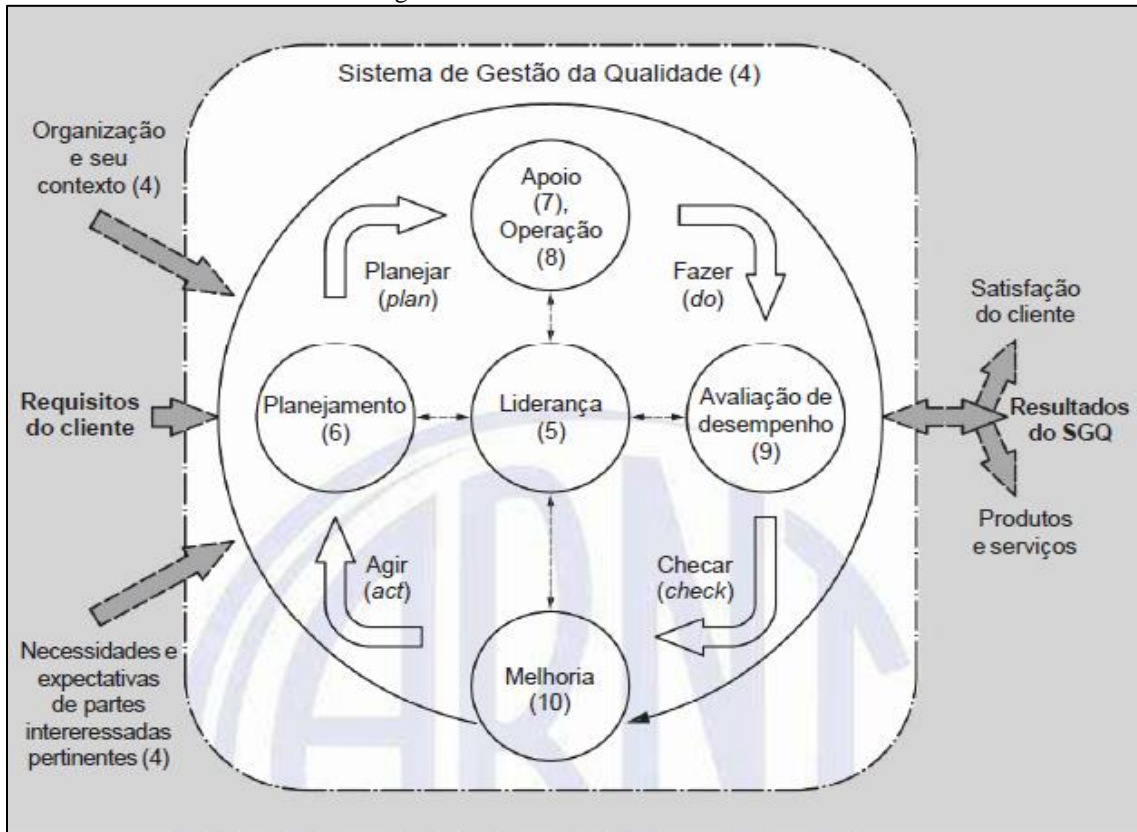 Sistema de Gestão da Qualidade (4)
Organização
e seu
contexto (4)
Requisitos
do cliente
Necessidades e
expectativas
de partes
intereressadas
pertinentes (4)
Planejar
(plan)
Apoio
(7),
Operação
(8)
Fazer
(do)
Planejamento
(6)
Liderança
(5)
Avaliação de
desempenho
(9)
Agir
(act)
Checar
(check)
Melhoria
(10)
Satisfação
do cliente
Resultados
do SGQ
Produtos
e serviços